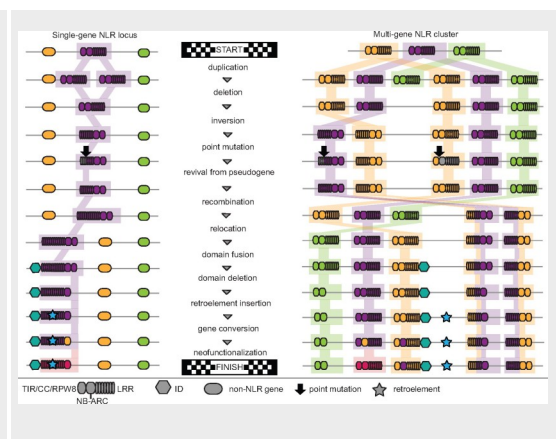 Single-gene NLR locus
Multi-gene NLR cluster
START
duplication
deletion
inversion
point mutation
revival from pseudogene
recombination
relocation
domain fusion
domain deletion
retroelement insertion
gene conversion
neofunctionalization
FINISH
TIR/CC/RPW8 LRR ID non-NLR gene point mutation retroelement
NB-ARC